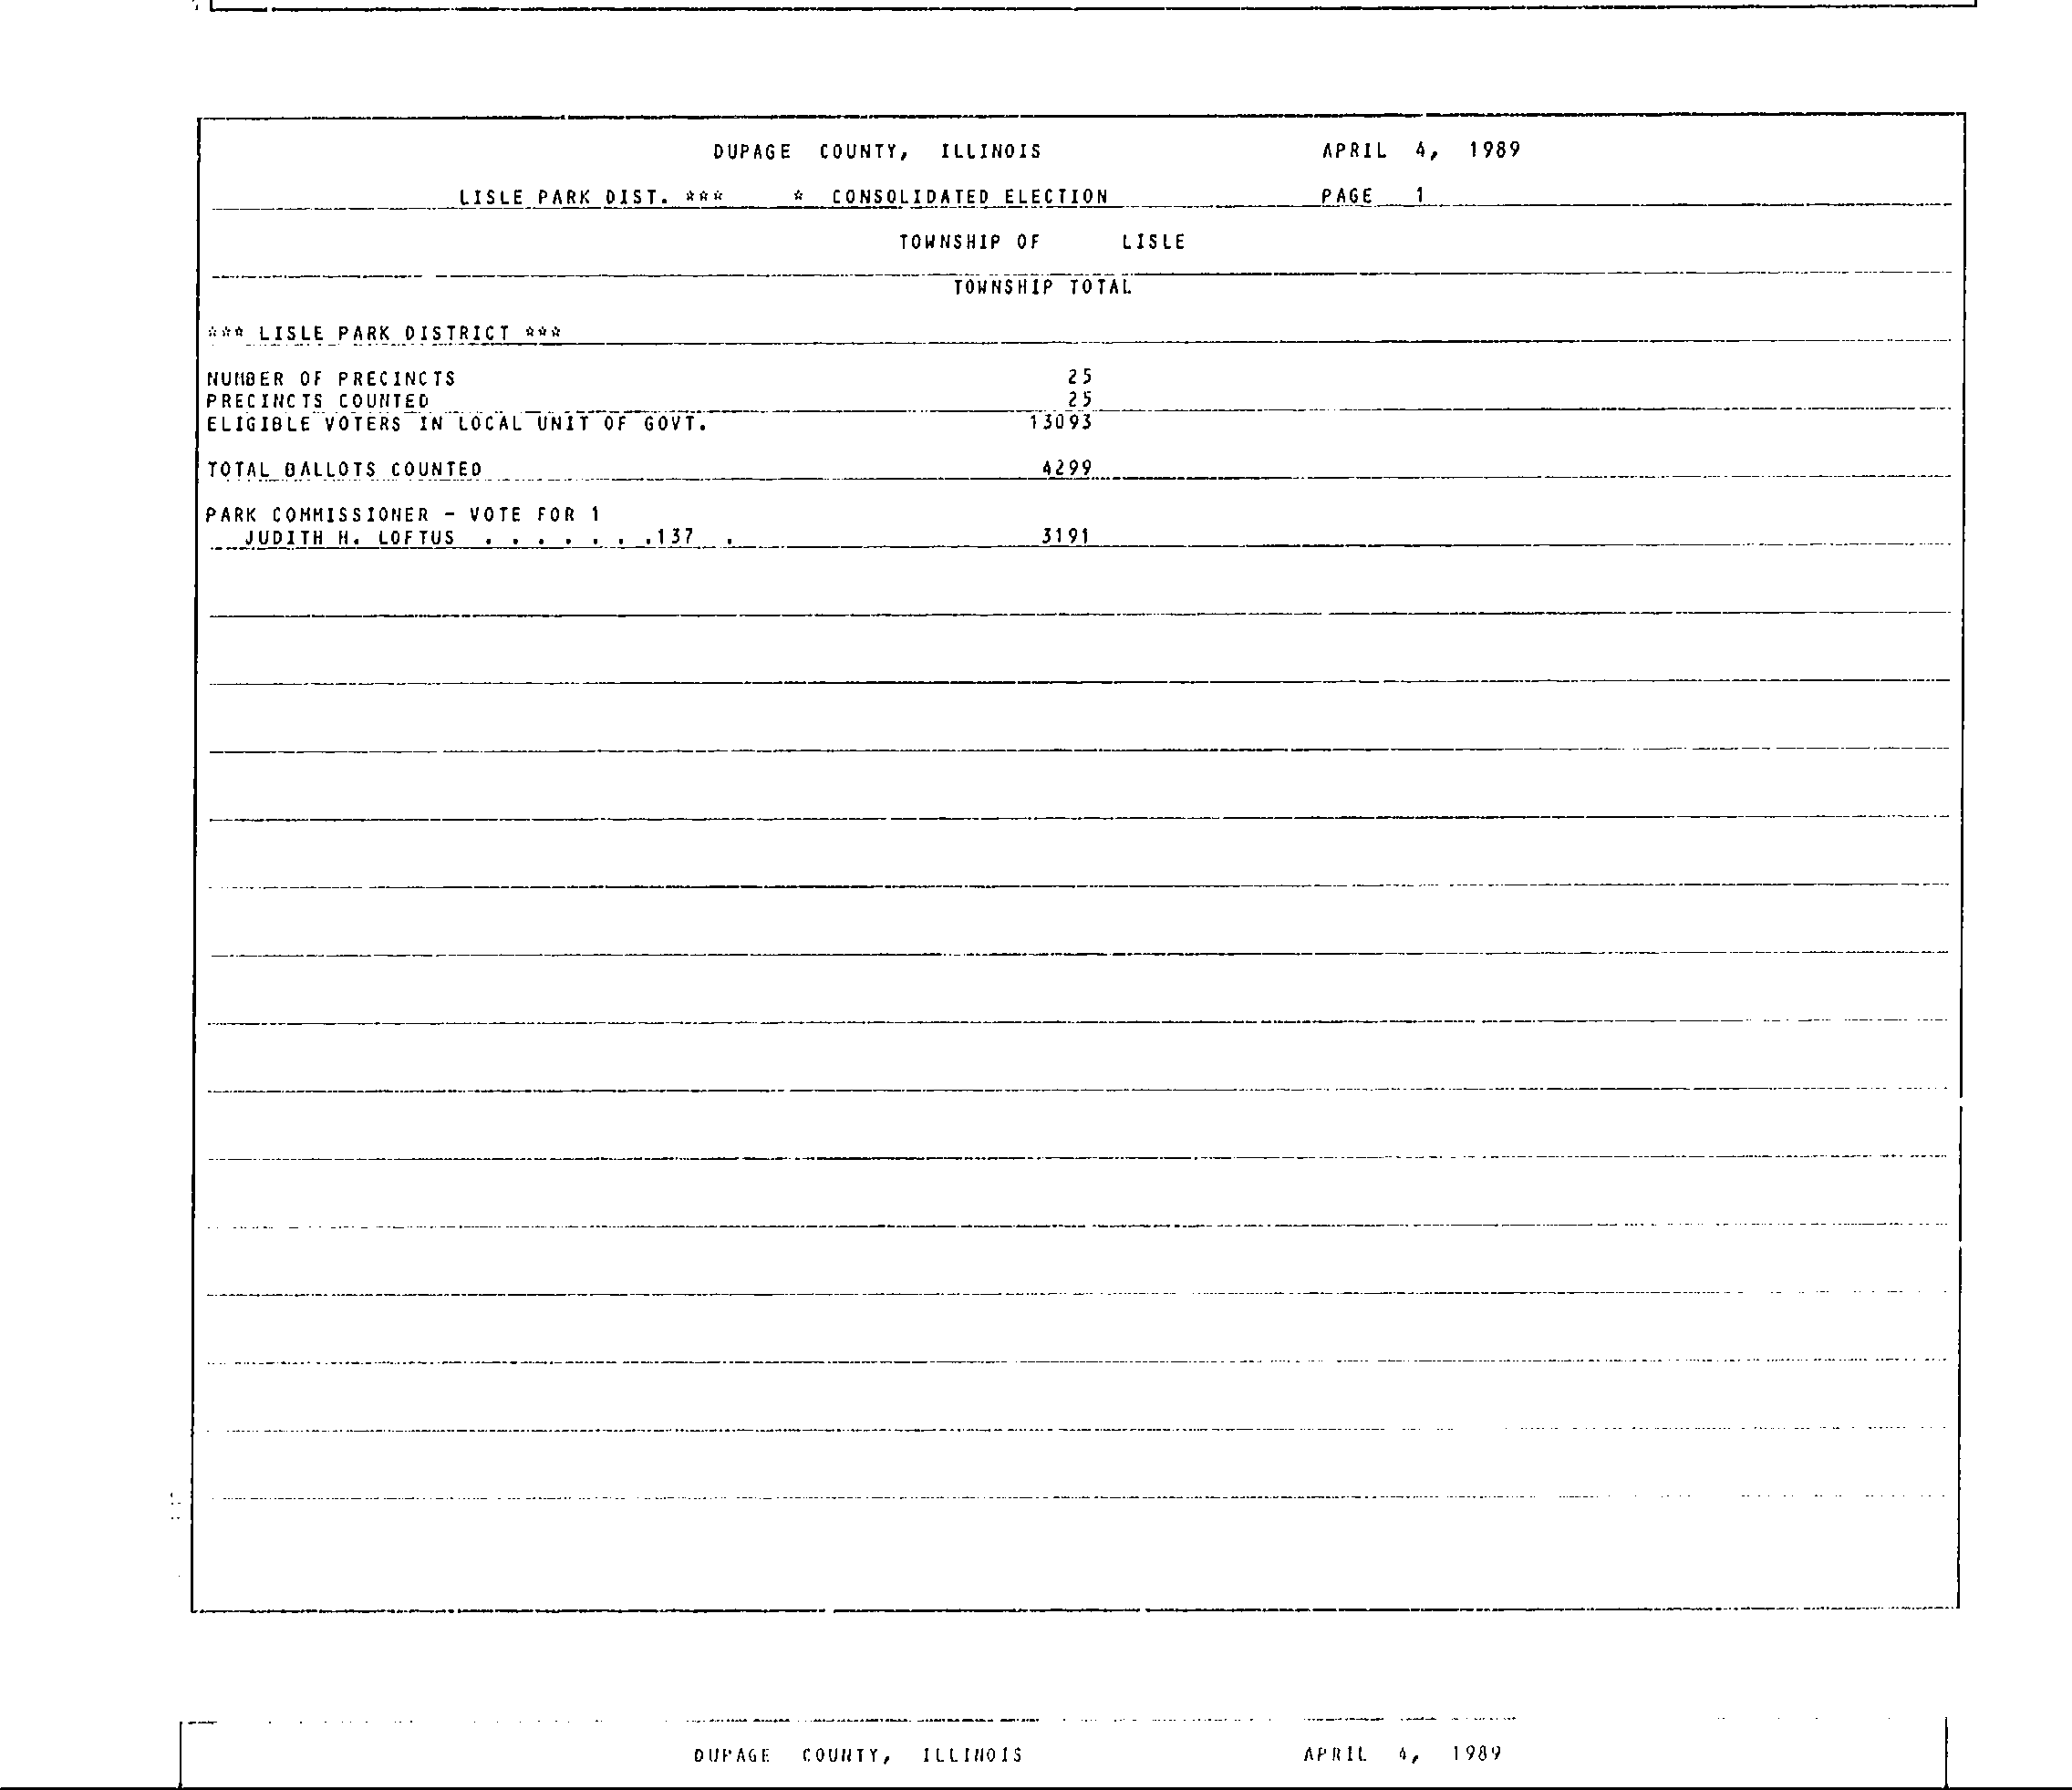 DUPAGE COUNTY, ILLINOIS APRIL 4, 1989
LISLE PARK DIST. *** * CONSOLIDATED ELECTION PAGE 1
TOWNSHIP OF LISLE
TOWNSHIP TOTAL
*** LISLE PARK DISTRICT ***
NUMBER OF PRECINCTS 25
PRECINCTS COUNTED 25
ELIGIBLE VOTERS IN LOCAL UNIT OF GOVT. 13093
TOTAL BALLOTS COUNTED 4299
PARK COMMISSIONER - VOTE FOR 1
JUDITH H. LOFTUS . . . . . . .137 . 3191
DUPAGE COUNTY, ILLINOIS APRIL 4, 1989